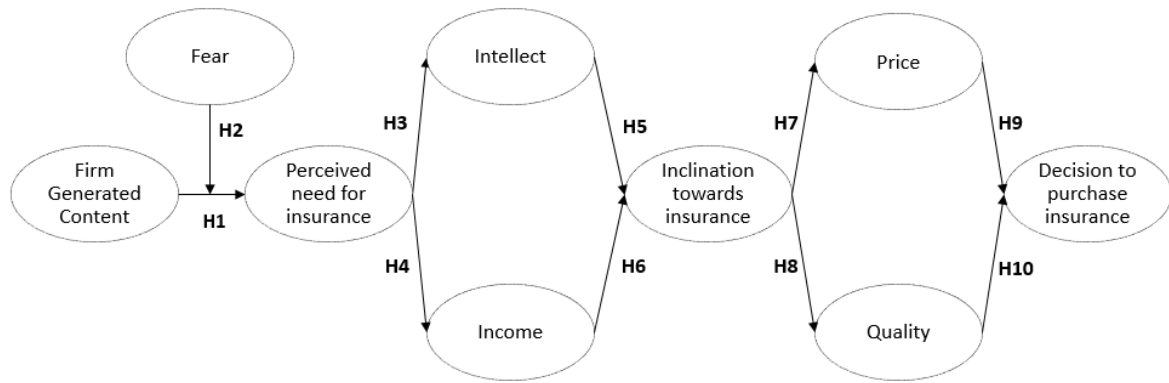 Fear
Intellect
Price
H2
H3
H5
H7
H9
Firm
Generated
Content
H1
Perceived
need for
insurance
Inclination
towards
insurance
Decision to
purchase
insurance
H4
H6
H8
H10
Income
Quality